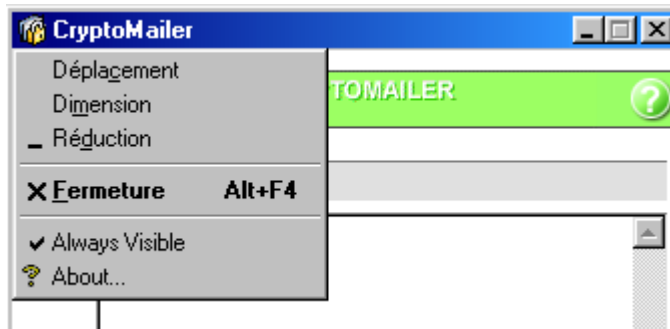 CryptoMailer
Déplacement
Dimension
TOMAILER
Réduction
Fermeture Alt+F4
Always Visible
About...